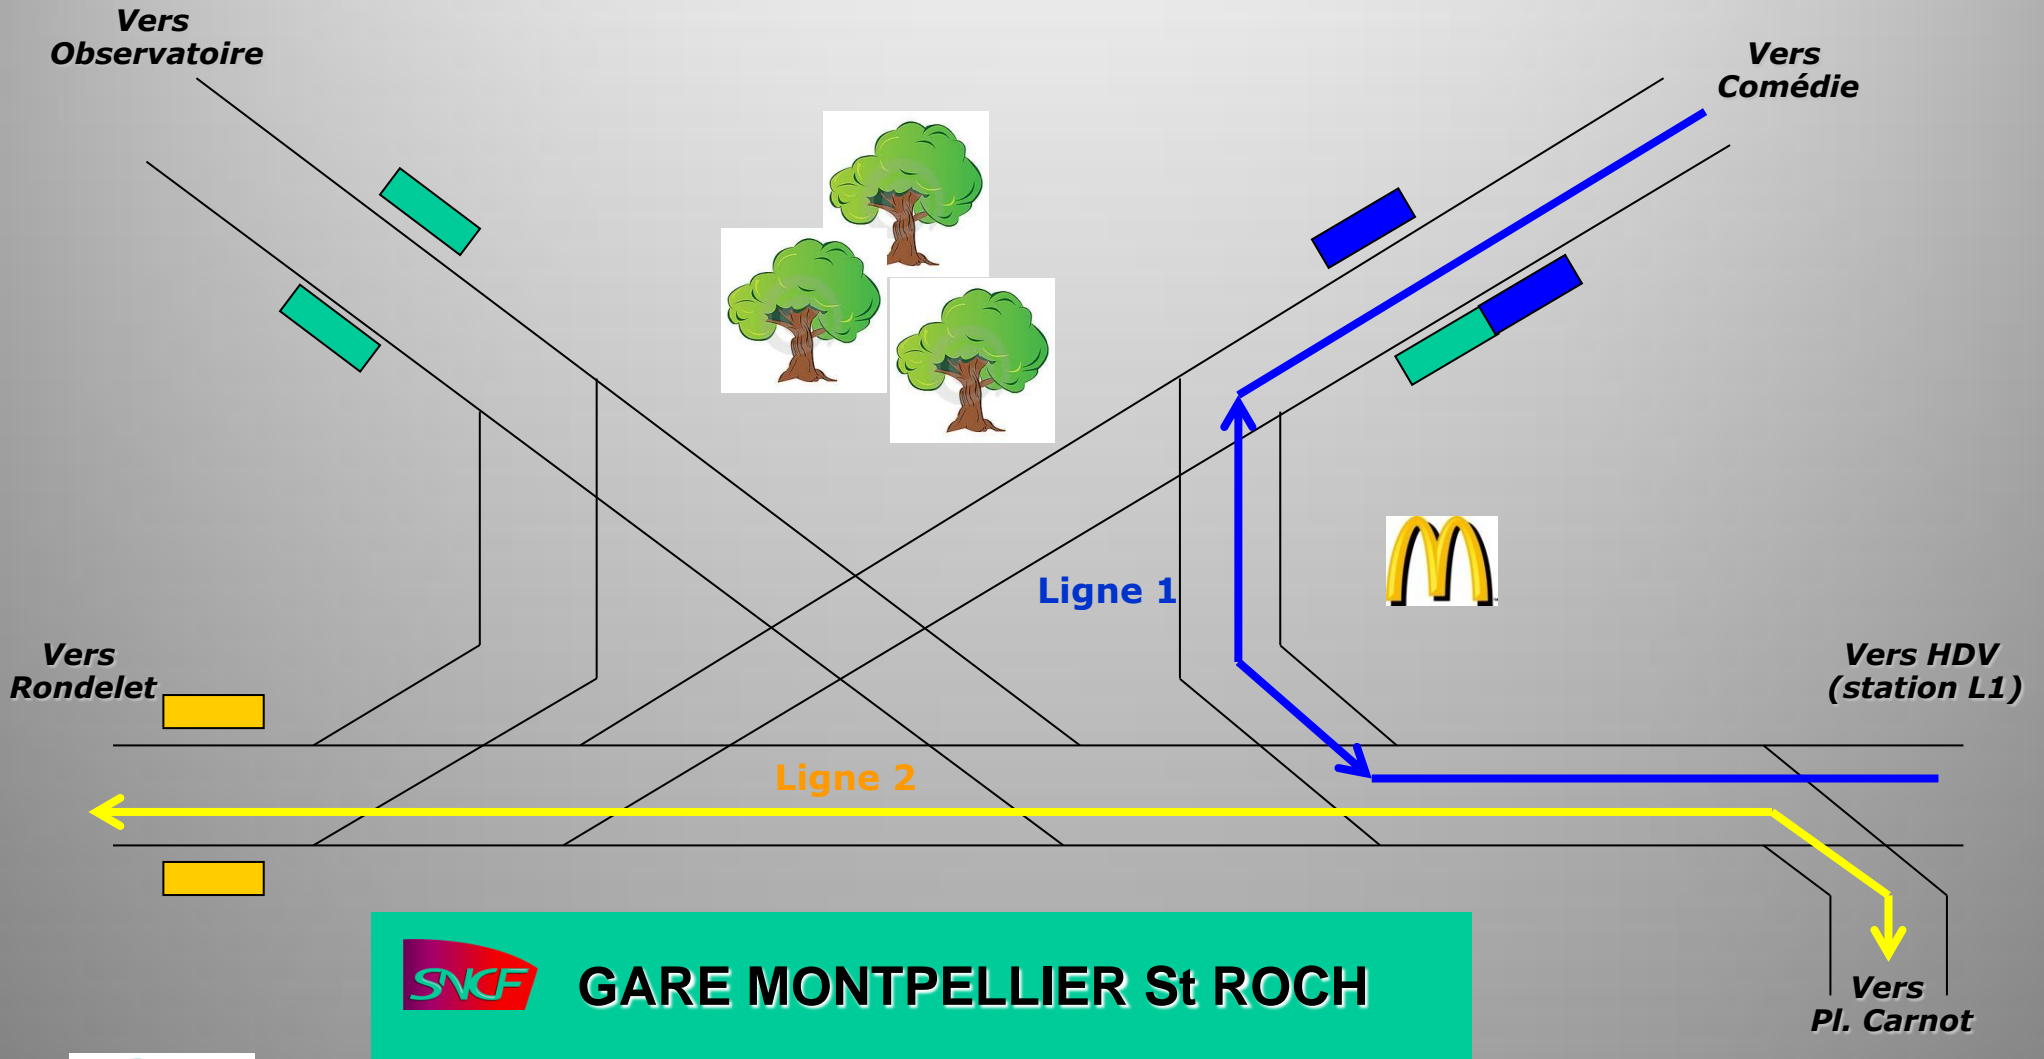 Vers
Observatoire
Vers
Comédie
Ligne 1
Vers
Rondelet
Vers HDV
(station L1)
Ligne 2
SNCF
GARE MONTPELLIER St ROCH
Vers
Pl. Carnot